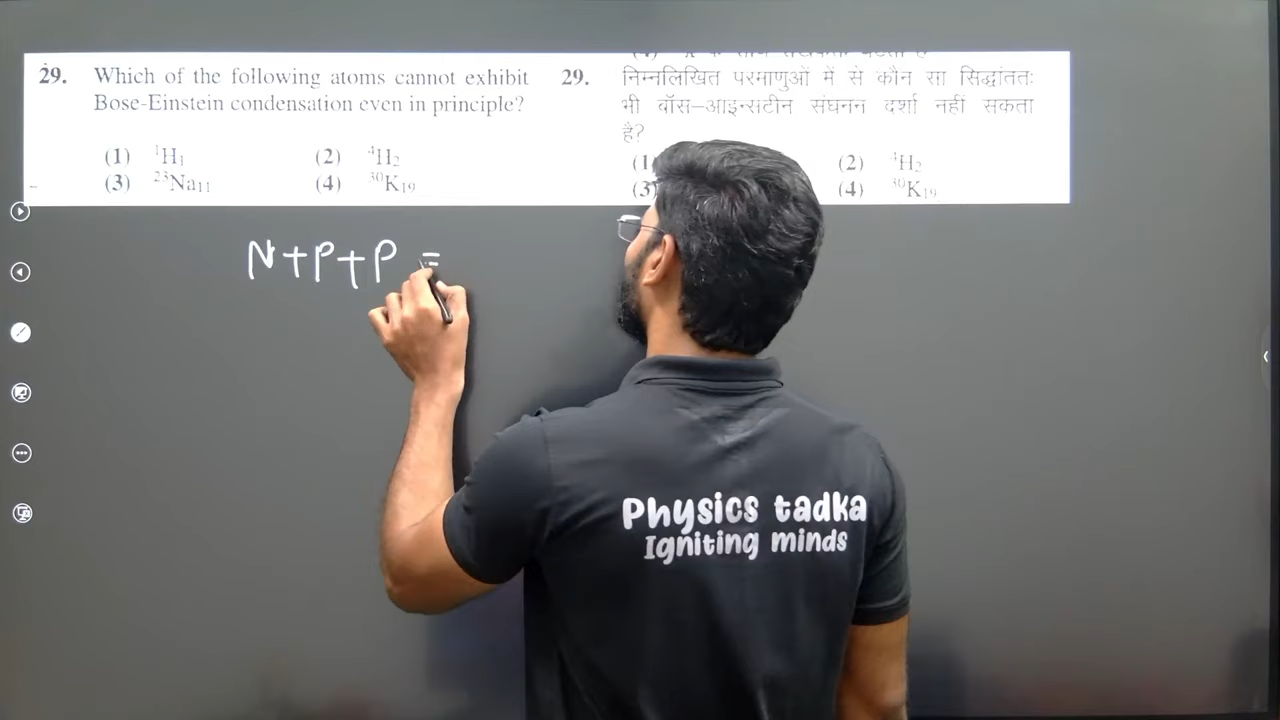 29. Which of the following atoms cannot exhibit
Bose-Einstein condensation even in principle?
(1) ¹H₁ (2) ⁴H₂
(3) ²³Na₁₁ (4) ³⁰K₁₉
29. निम्नलिखित परमाणुओं में से कौन सा सिद्धांततः
भी बॉस–आइन्सटीन संघनन दर्शा नहीं सकता
है?
(1 (2) ⁴H₂
(3) (4) ³⁰K₁₉
N+P+P =
Physics tadka
Igniting minds